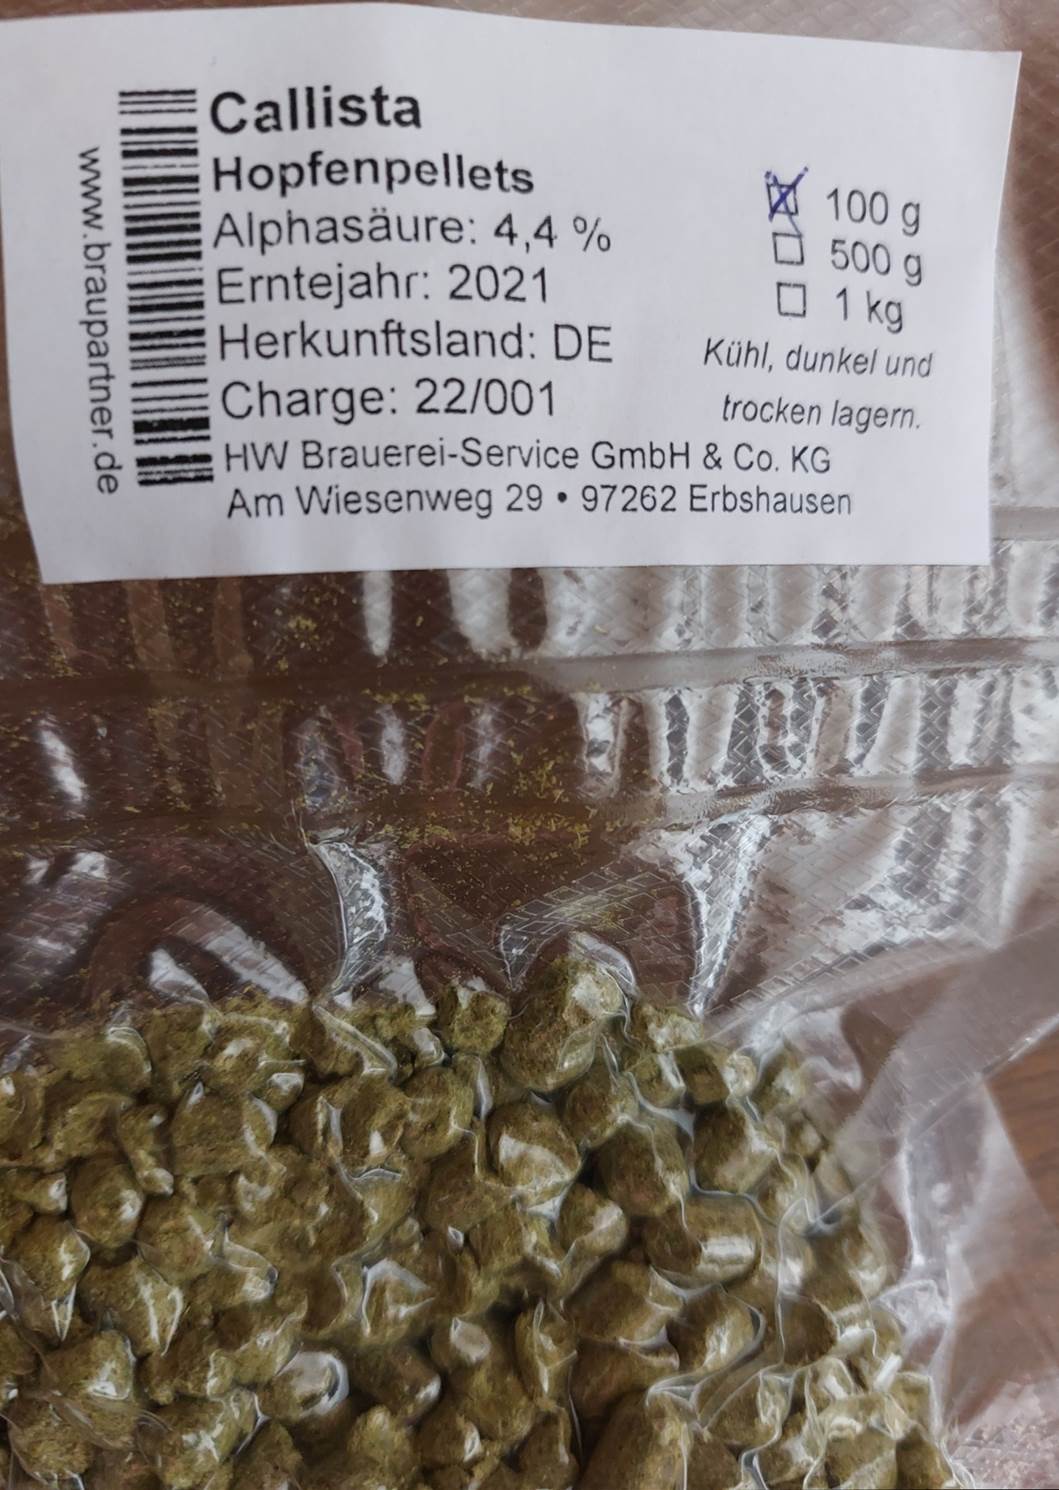 www.braupartner.de
Callista
Hopfenpellets
Alphasäure: 4,4 %
Erntejahr: 2021
Herkunftsland: DE
Charge: 22/001
100 g
500 g
1 kg
Kühl, dunkel und
trocken lagern.
HW Brauerei-Service GmbH & Co. KG
Am Wiesenweg 29 • 97262 Erbshausen